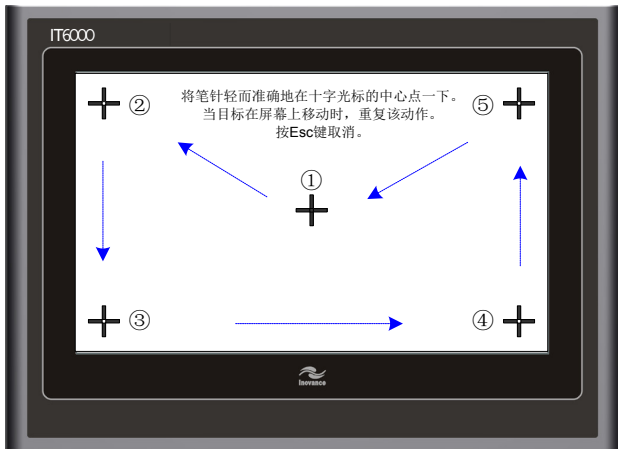 IT6000
将笔针轻而准确地在十字光标的中心点一下。
当目标在屏幕上移动时，重复该动作。
按Esc键取消。
② ⑤
①
③ ④
Inovance